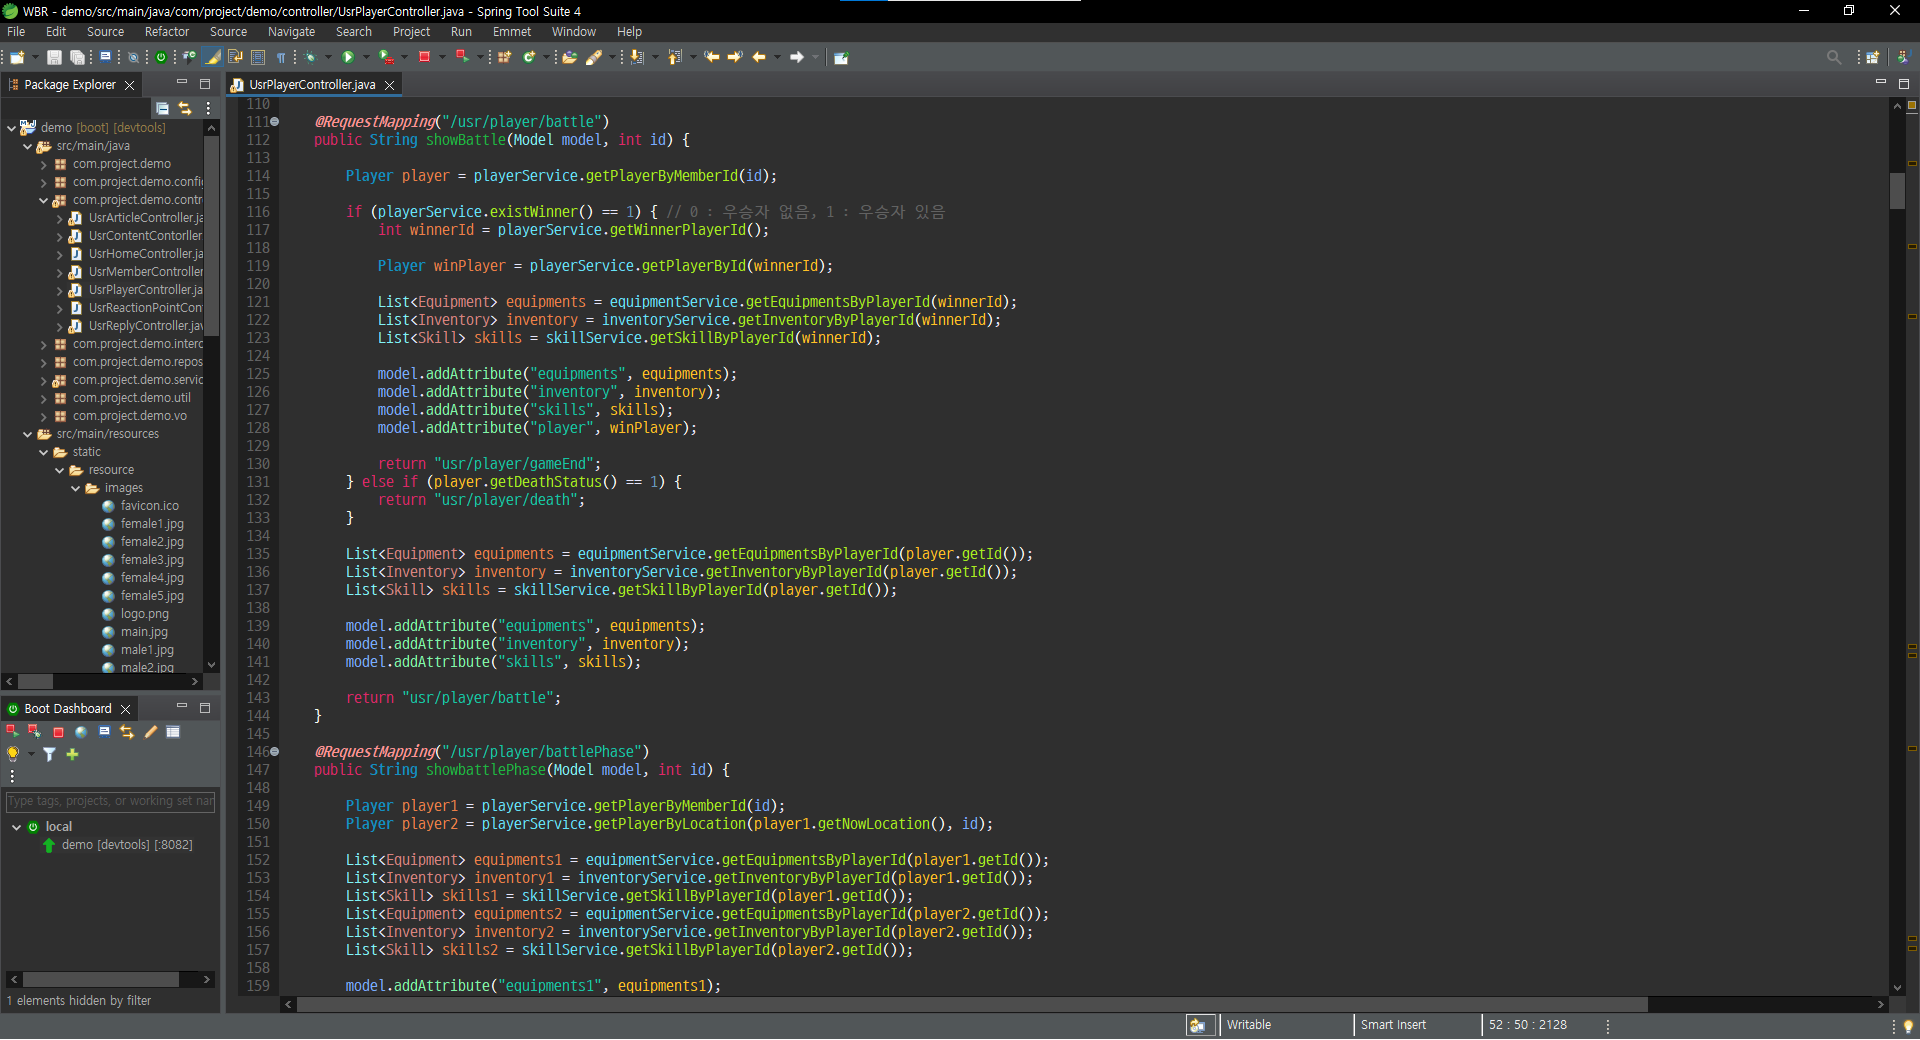 WBR - demo/src/main/java/com/project/demo/controller/UsrPlayerController.java - Spring Tool Suite 4
File Edit Source Refactor Source Navigate Search Project Run Emmet Window Help
Package Explorer
demo [boot] [devtools]
src/main/java
com.project.demo
com.project.demo.confi
com.project.demo.contr
UsrArticleController.ja
UsrContentContorller
UsrHomeController.ja
UsrMemberController
UsrPlayerController.ja
UsrReactionPointCon
UsrReplyController.jav
com.project.demo.interc
com.project.demo.repos
com.project.demo.servic
com.project.demo.util
com.project.demo.vo
src/main/resources
static
resource
images
favicon.ico
female1.jpg
female2.jpg
female3.jpg
female4.jpg
female5.jpg
logo.png
main.jpg
male1.jpg
male2.jpg
Boot Dashboard
Type tags, projects, or working set nar
local
demo [devtools] [:8082]
1 elements hidden by filter
UsrPlayerController.java
110
111 @RequestMapping("/usr/player/battle")
112 public String showBattle(Model model, int id) {
113
114 Player player = playerService.getPlayerByMemberId(id);
115
116 if (playerService.existWinner() == 1) { // 0 : 우승자 없음, 1 : 우승자 있음
117 int winnerId = playerService.getWinnerPlayerId();
118
119 Player winPlayer = playerService.getPlayerById(winnerId);
120
121 List<Equipment> equipments = equipmentService.getEquipmentsByPlayerId(winnerId);
122 List<Inventory> inventory = inventoryService.getInventoryByPlayerId(winnerId);
123 List<Skill> skills = skillService.getSkillByPlayerId(winnerId);
124
125 model.addAttribute("equipments", equipments);
126 model.addAttribute("inventory", inventory);
127 model.addAttribute("skills", skills);
128 model.addAttribute("player", winPlayer);
129
130 return "usr/player/gameEnd";
131 } else if (player.getDeathStatus() == 1) {
132 return "usr/player/death";
133 }
134
135 List<Equipment> equipments = equipmentService.getEquipmentsByPlayerId(player.getId());
136 List<Inventory> inventory = inventoryService.getInventoryByPlayerId(player.getId());
137 List<Skill> skills = skillService.getSkillByPlayerId(player.getId());
138
139 model.addAttribute("equipments", equipments);
140 model.addAttribute("inventory", inventory);
141 model.addAttribute("skills", skills);
142
143 return "usr/player/battle";
144 }
145
146 @RequestMapping("/usr/player/battlePhase")
147 public String showbattlePhase(Model model, int id) {
148
149 Player player1 = playerService.getPlayerByMemberId(id);
150 Player player2 = playerService.getPlayerByLocation(player1.getNowLocation(), id);
151
152 List<Equipment> equipments1 = equipmentService.getEquipmentsByPlayerId(player1.getId());
153 List<Inventory> inventory1 = inventoryService.getInventoryByPlayerId(player1.getId());
154 List<Skill> skills1 = skillService.getSkillByPlayerId(player1.getId());
155 List<Equipment> equipments2 = equipmentService.getEquipmentsByPlayerId(player2.getId());
156 List<Inventory> inventory2 = inventoryService.getInventoryByPlayerId(player2.getId());
157 List<Skill> skills2 = skillService.getSkillByPlayerId(player2.getId());
158
159 model.addAttribute("equipments1", equipments1);
Writable Smart Insert 52 : 50 : 2128